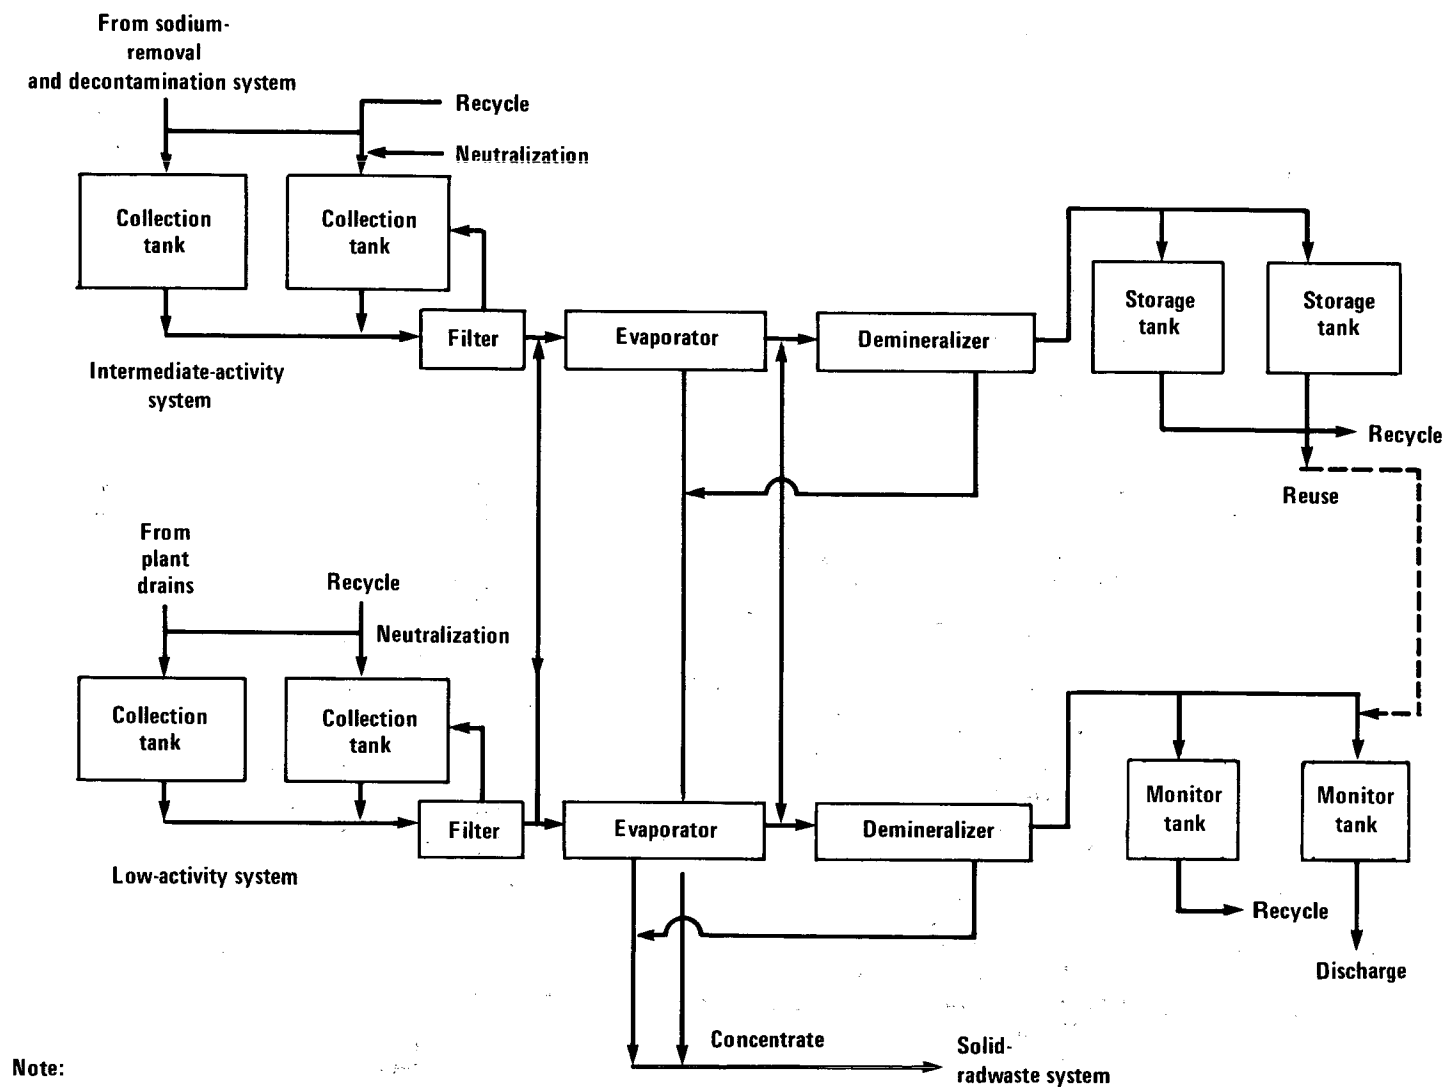 From sodium-
removal
and decontamination system
Recycle
Neutralization
Collection
tank
Collection
tank
Filter
Evaporator
Demineralizer
Storage
tank
Storage
tank
Intermediate-activity
system
Recycle
Reuse
From
plant
drains
Recycle
Neutralization
Collection
tank
Collection
tank
Filter
Evaporator
Demineralizer
Monitor
tank
Monitor
tank
Low-activity system
Recycle
Discharge
Concentrate
Solid-
radwaste system
Note: